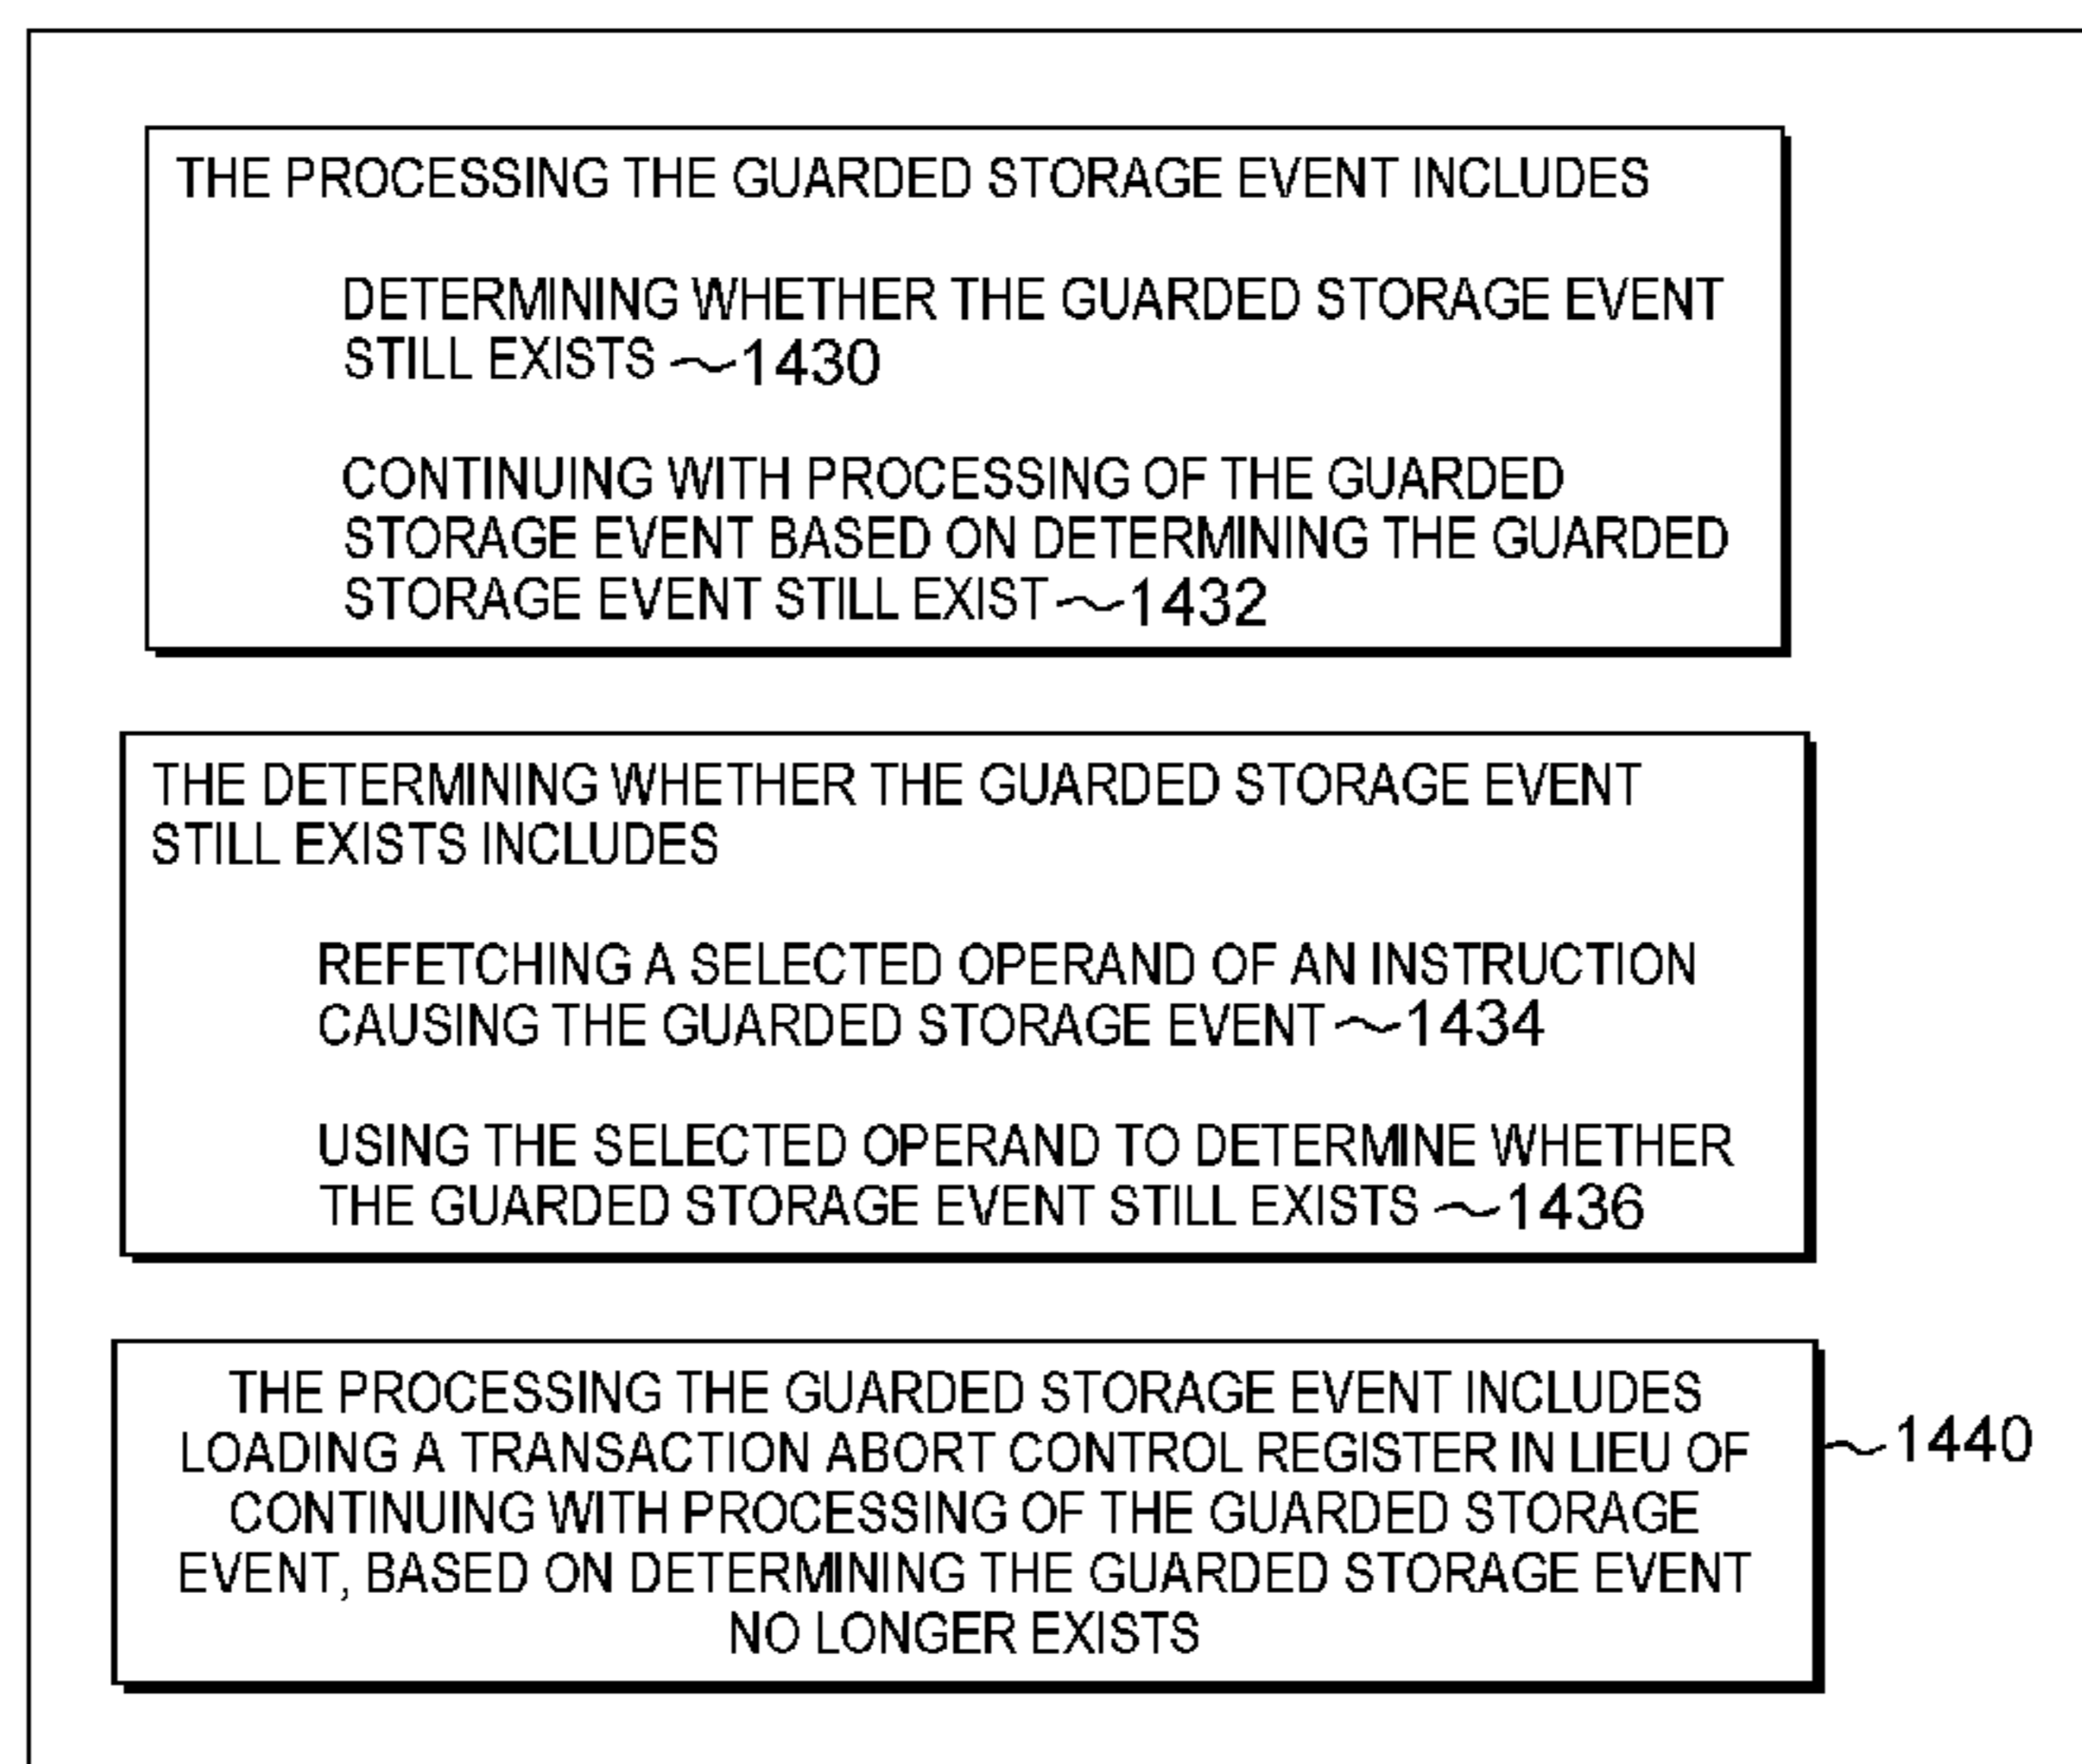 THE PROCESSING THE GUARDED STORAGE EVENT INCLUDES
DETERMINING WHETHER THE GUARDED STORAGE EVENT
STILL EXISTS ~1430
CONTINUING WITH PROCESSING OF THE GUARDED
STORAGE EVENT BASED ON DETERMINING THE GUARDED
STORAGE EVENT STILL EXIST ~1432
THE DETERMINING WHETHER THE GUARDED STORAGE EVENT
STILL EXISTS INCLUDES
REFETCHING A SELECTED OPERAND OF AN INSTRUCTION
CAUSING THE GUARDED STORAGE EVENT ~1434
USING THE SELECTED OPERAND TO DETERMINE WHETHER
THE GUARDED STORAGE EVENT STILL EXISTS ~1436
THE PROCESSING THE GUARDED STORAGE EVENT INCLUDES
LOADING A TRANSACTION ABORT CONTROL REGISTER IN LIEU OF
CONTINUING WITH PROCESSING OF THE GUARDED STORAGE
EVENT, BASED ON DETERMINING THE GUARDED STORAGE EVENT
NO LONGER EXISTS
~1440